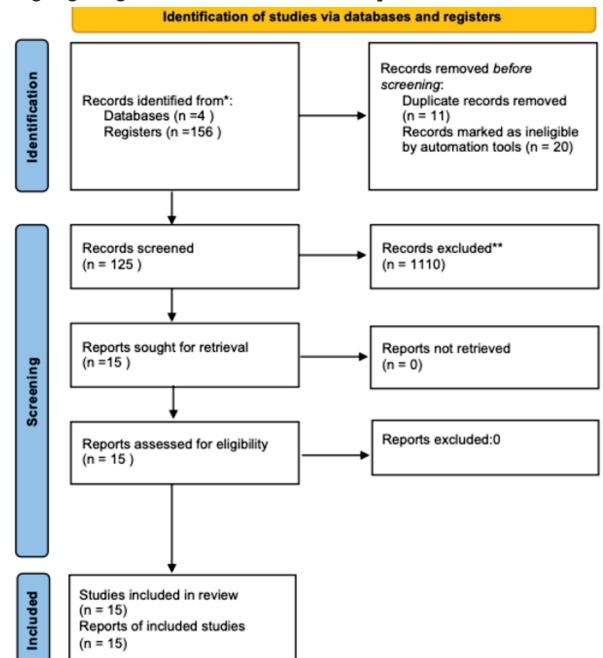 Identification of studies via databases and registers
Identification
Records identified from*:
Databases (n =4 )
Registers (n =156 )
Records removed before
screening:
Duplicate records removed
(n = 11)
Records marked as ineligible
by automation tools (n = 20)
Screening
Records screened
(n = 125 )
Records excluded**
(n = 1110)
Reports sought for retrieval
(n =15 )
Reports not retrieved
(n = 0)
Reports assessed for eligibility
(n = 15 )
Reports excluded:0
Included
Studies included in review
(n = 15)
Reports of included studies
(n = 15)